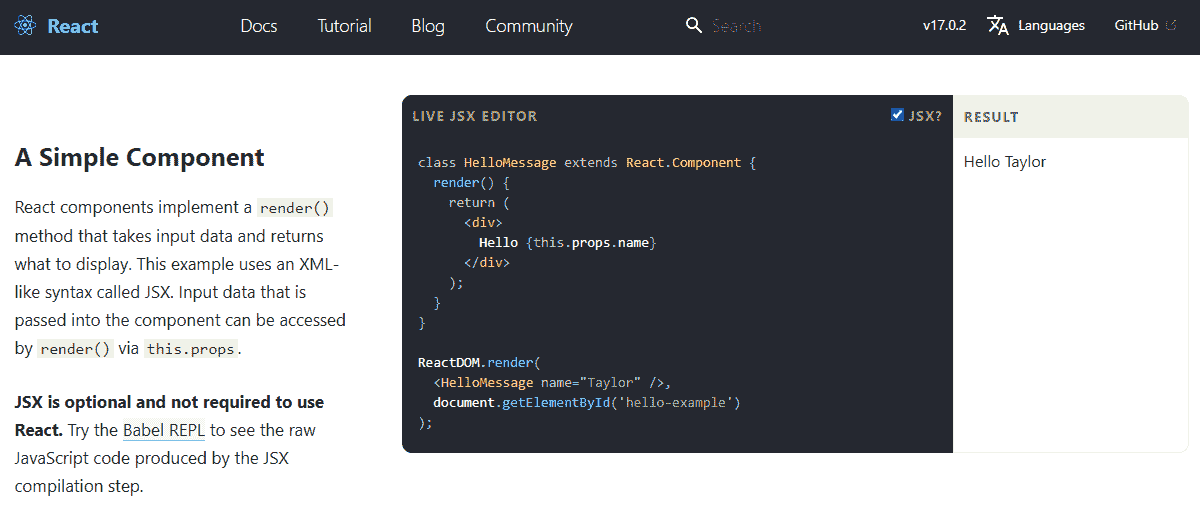 React
Docs
Tutorial
Blog
Community
Search
v17.0.2
Languages
GitHub
A Simple Component
React components implement a render()
method that takes input data and returns
what to display. This example uses an XML-
like syntax called JSX. Input data that is
passed into the component can be accessed
by render() via this.props.
JSX is optional and not required to use
React. Try the Babel REPL to see the raw
JavaScript code produced by the JSX
compilation step.
LIVE JSX EDITOR
JSX?
class HelloMessage extends React.Component {
  render() {
    return (
      <div>
        Hello {this.props.name}
      </div>
    );
  }
}
ReactDOM.render(
  <HelloMessage name="Taylor" />,
  document.getElementById('hello-example')
);
RESULT
Hello Taylor